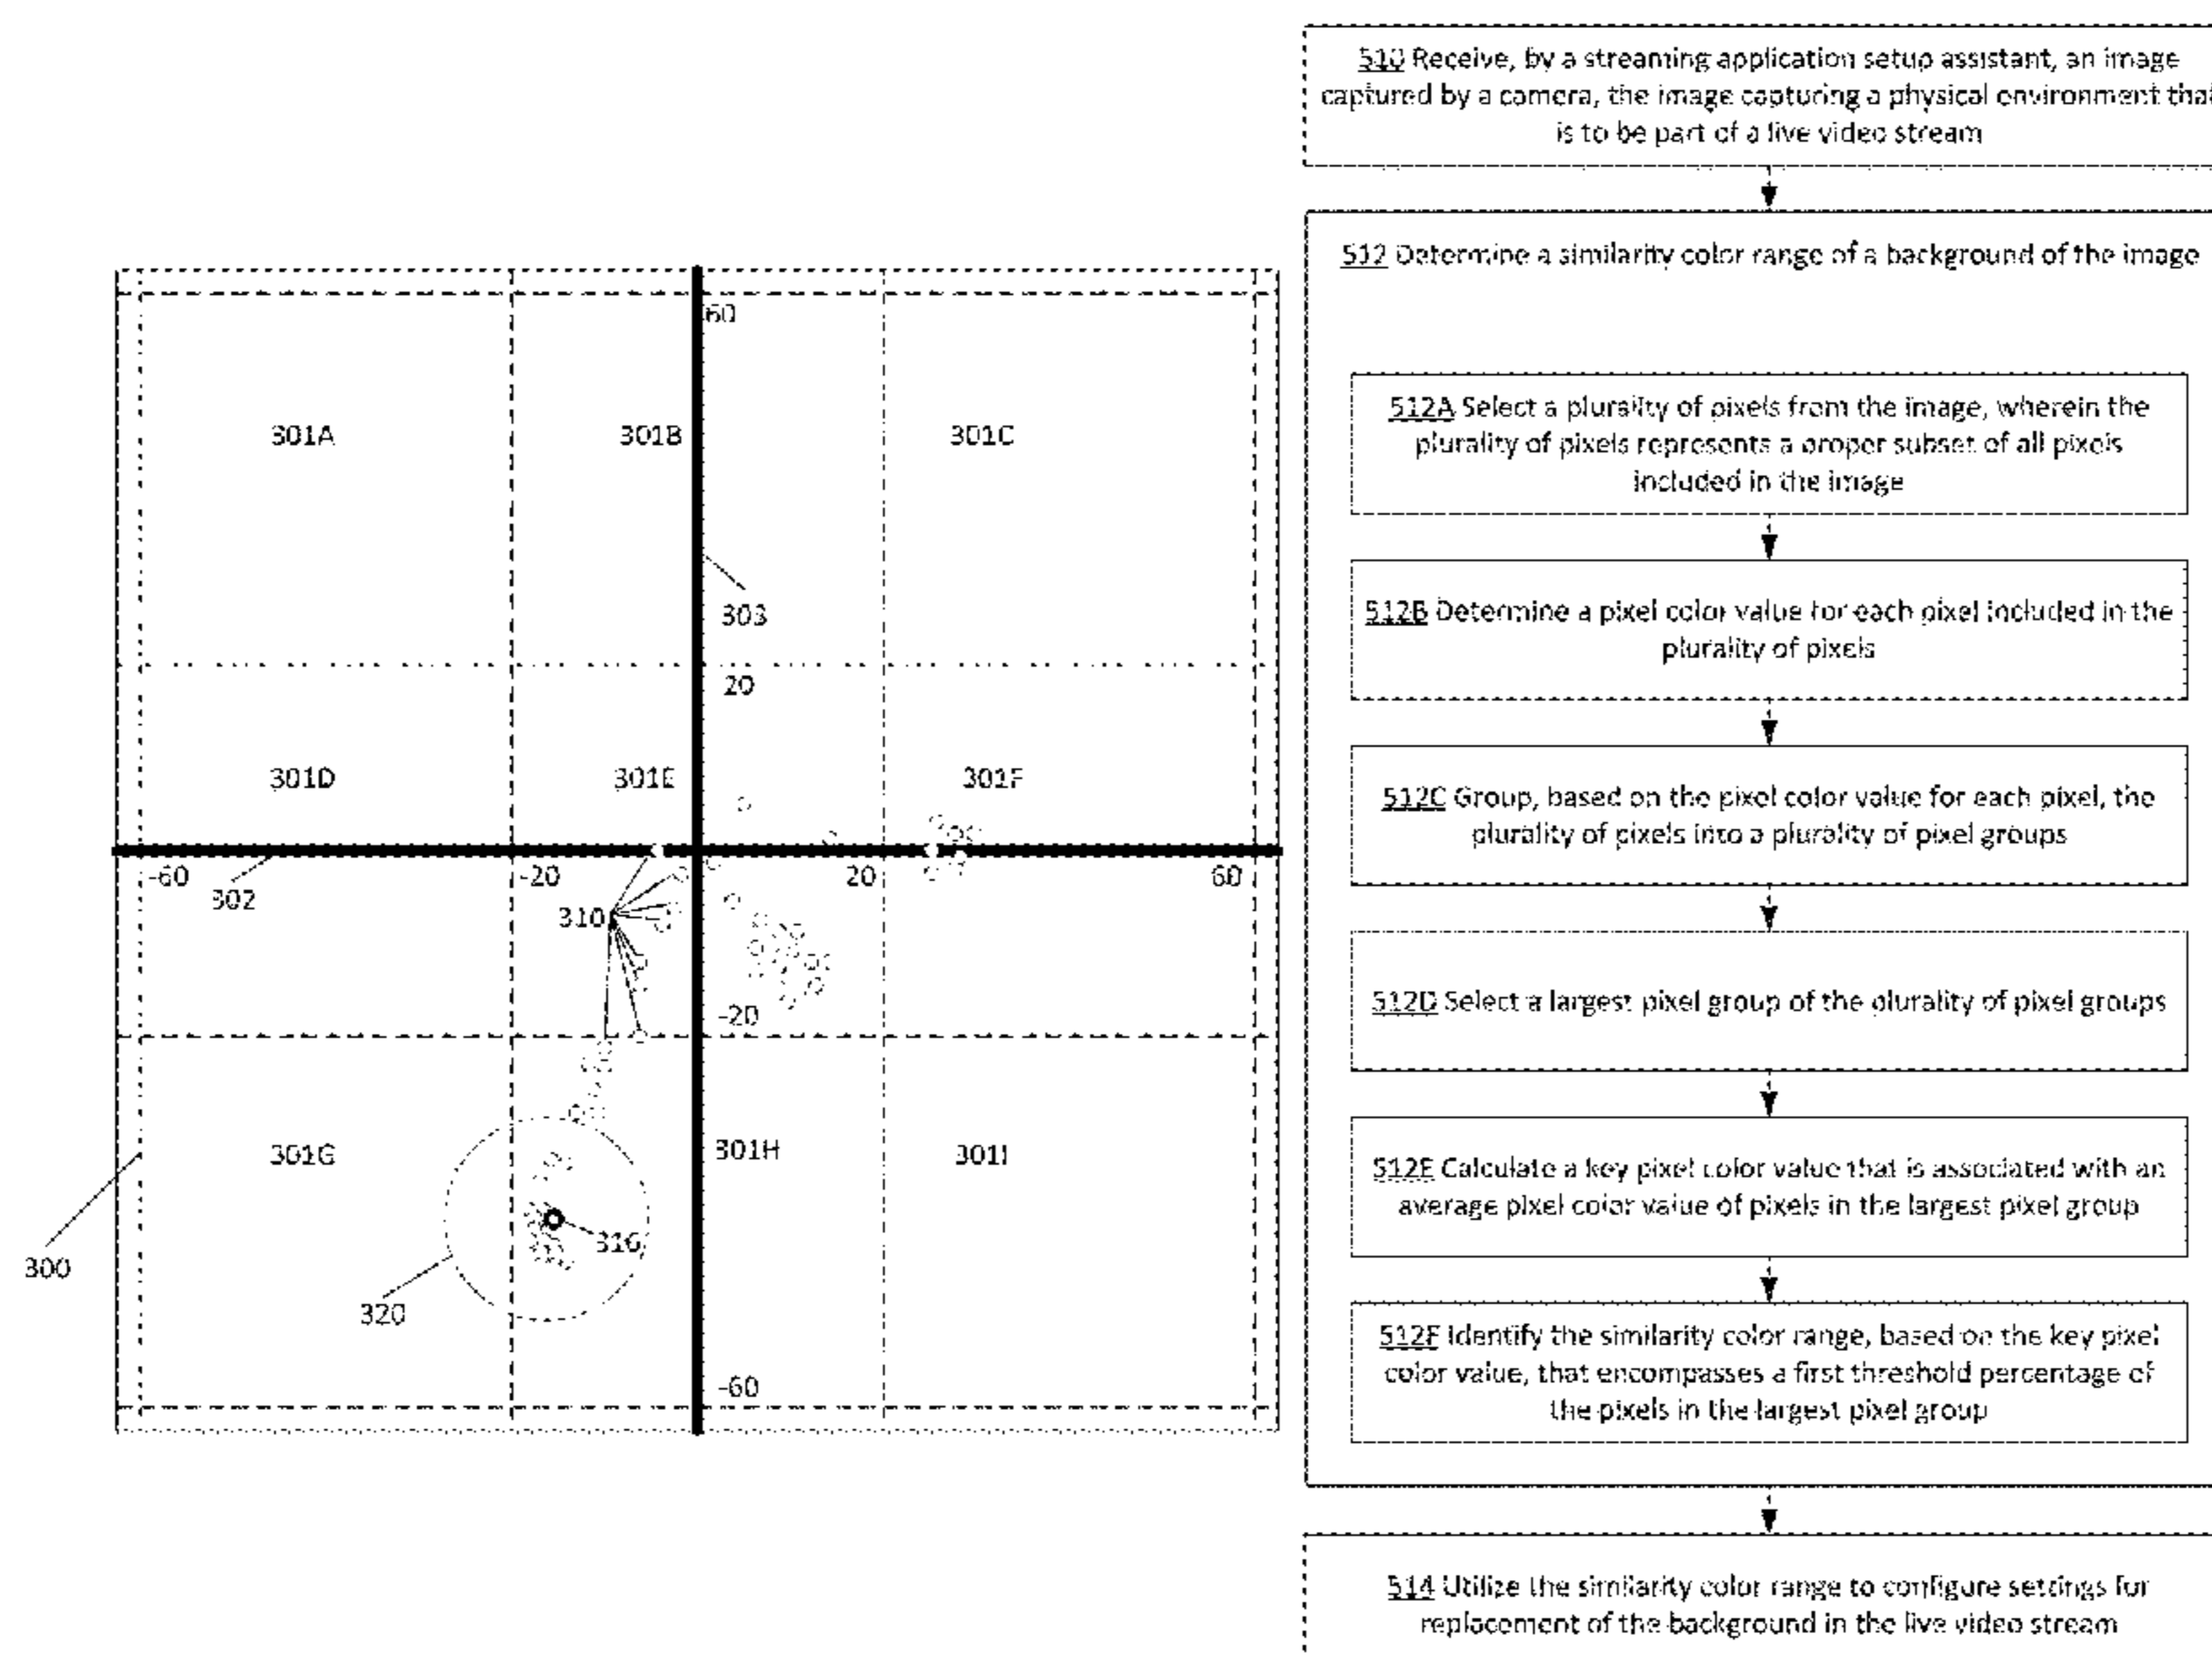 60
301A
301B
301C
303
20
301D
301E
301F
-60
302
-20
20
60
310
-20
301G
301H
301I
316
300
320
-60
510 Receive, by a streaming application setup assistant, an image
captured by a camera, the image capturing a physical environment that
is to be part of a live video stream
512 Determine a similarity color range of a background of the image
512A Select a plurality of pixels from the image, wherein the
plurality of pixels represents a proper subset of all pixels
included in the image
512B Determine a pixel color value for each pixel included in the
plurality of pixels
512C Group, based on the pixel color value for each pixel, the
plurality of pixels into a plurality of pixel groups
512D Select a largest pixel group of the plurality of pixel groups
512E Calculate a key pixel color value that is associated with an
average pixel color value of pixels in the largest pixel group
512F Identify the similarity color range, based on the key pixel
color value, that encompasses a first threshold percentage of
the pixels in the largest pixel group
514 Utilize the similarity color range to configure settings for
replacement of the background in the live video stream